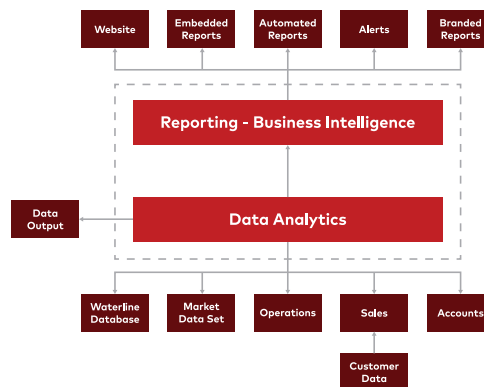 Website
Embedded
Reports
Automated
Reports
Alerts
Branded
Reports
Reporting - Business Intelligence
Data Analytics
Data
Output
Waterline
Database
Market
Data Set
Operations
Sales
Accounts
Customer
Data